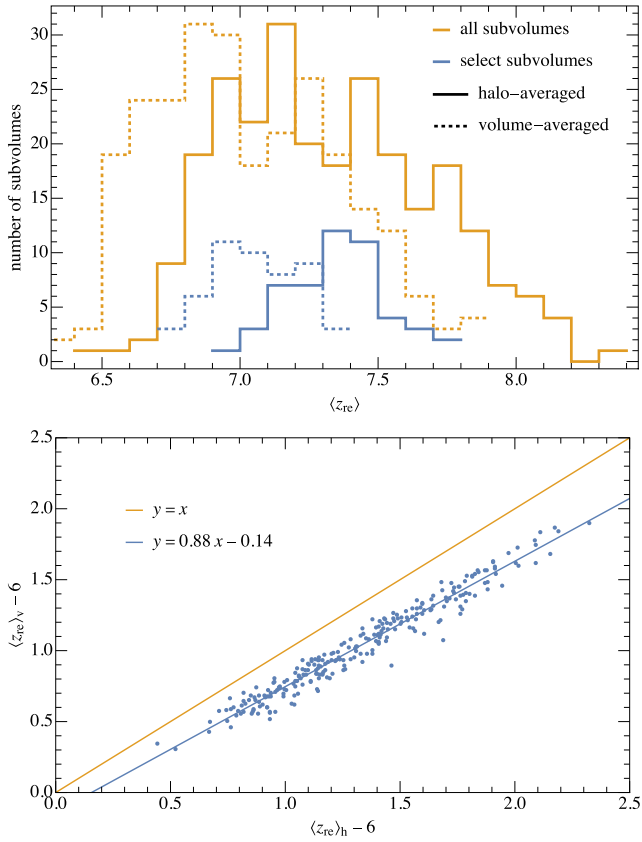 30
25
20
15
10
5
0
number of subvolumes
all subvolumes
select subvolumes
halo−averaged
volume−averaged
6.5 7.0 7.5 8.0
⟨z_re⟩
2.5
2.0
1.5
1.0
0.5
0.0
⟨z_re⟩_v − 6
y = x
y = 0.88 x − 0.14
0.0 0.5 1.0 1.5 2.0 2.5
⟨z_re⟩_h − 6